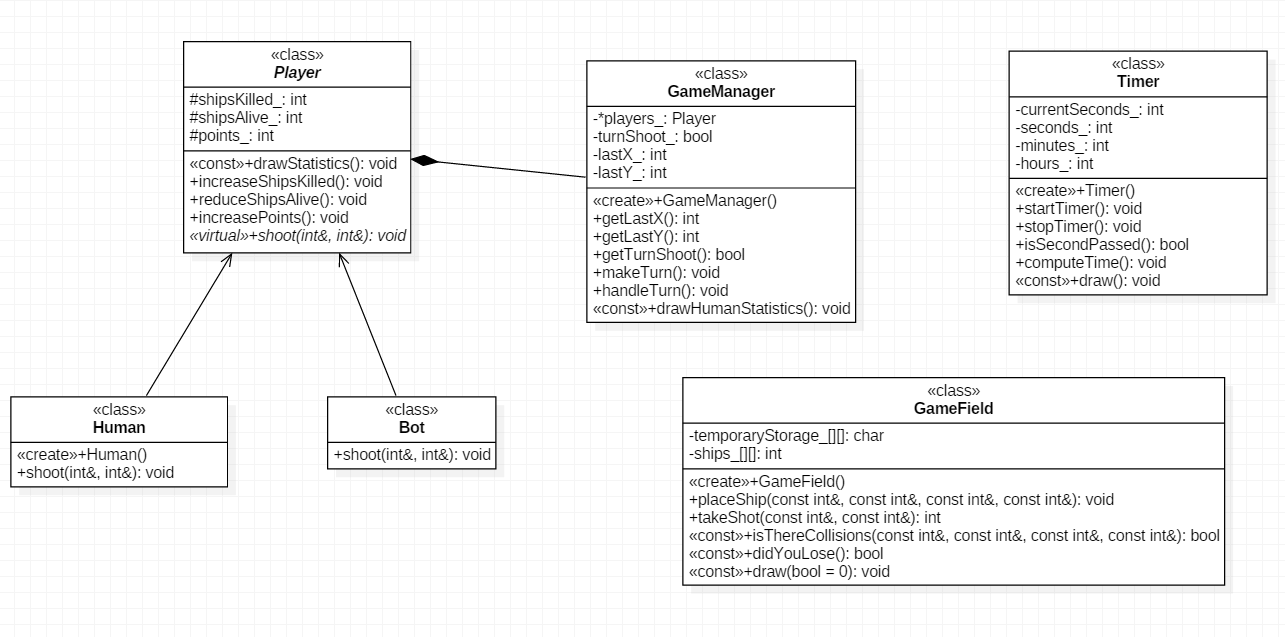 «class»
Player
#shipsKilled_: int
#shipsAlive_: int
#points_: int
«const»+drawStatistics(): void
+increaseShipsKilled(): void
+reduceShipsAlive(): void
+increasePoints(): void
«virtual»+shoot(int&, int&): void
«class»
GameManager
-*players_: Player
-turnShoot_: bool
-lastX_: int
-lastY_: int
«create»+GameManager()
+getLastX(): int
+getLastY(): int
+getTurnShoot(): bool
+makeTurn(): void
+handleTurn(): void
«const»+drawHumanStatistics(): void
«class»
Timer
-currentSeconds_: int
-seconds_: int
-minutes_: int
-hours_: int
«create»+Timer()
+startTimer(): void
+stopTimer(): void
+isSecondPassed(): bool
+computeTime(): void
«const»+draw(): void
«class»
Human
«create»+Human()
+shoot(int&, int&): void
«class»
Bot
+shoot(int&, int&): void
«class»
GameField
-temporaryStorage_[][]: char
-ships_[][]: int
«create»+GameField()
+placeShip(const int&, const int&, const int&, const int&): void
+takeShot(const int&, const int&): int
«const»+isThereCollisions(const int&, const int&, const int&, const int&): bool
«const»+didYouLose(): bool
«const»+draw(bool = 0): void